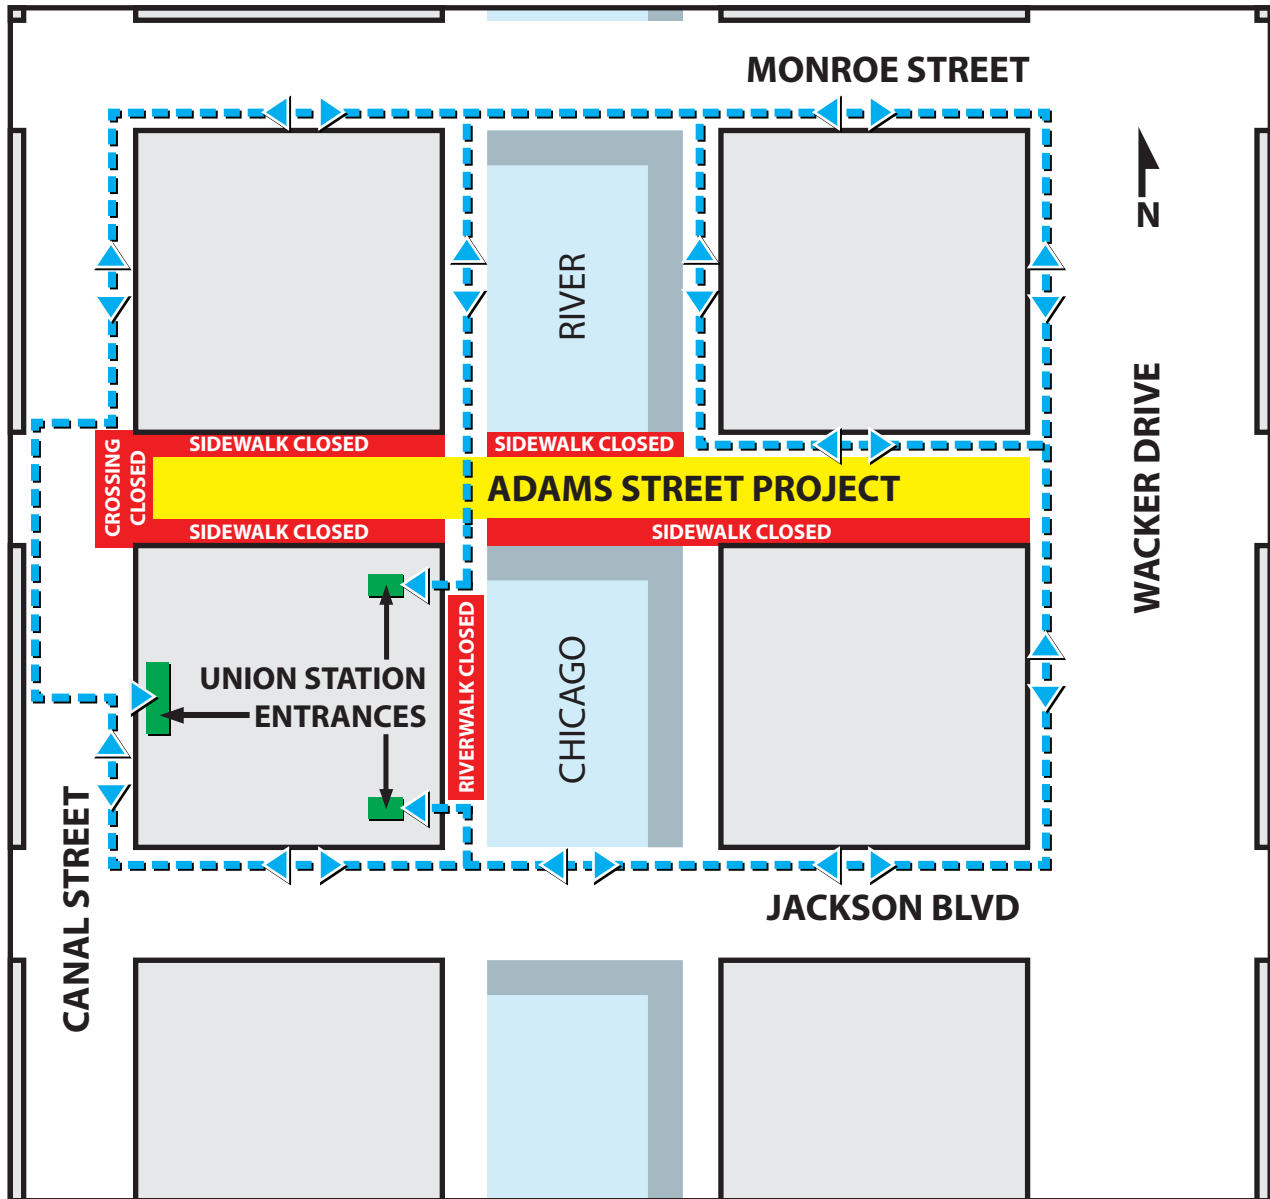 MONROE STREET
N
RIVER
WACKER DRIVE
SIDEWALK CLOSED
SIDEWALK CLOSED
CROSSING
CLOSED
ADAMS STREET PROJECT
SIDEWALK CLOSED
SIDEWALK CLOSED
UNION STATION
ENTRANCES
RIVERWALK CLOSED
CHICAGO
CANAL STREET
JACKSON BLVD